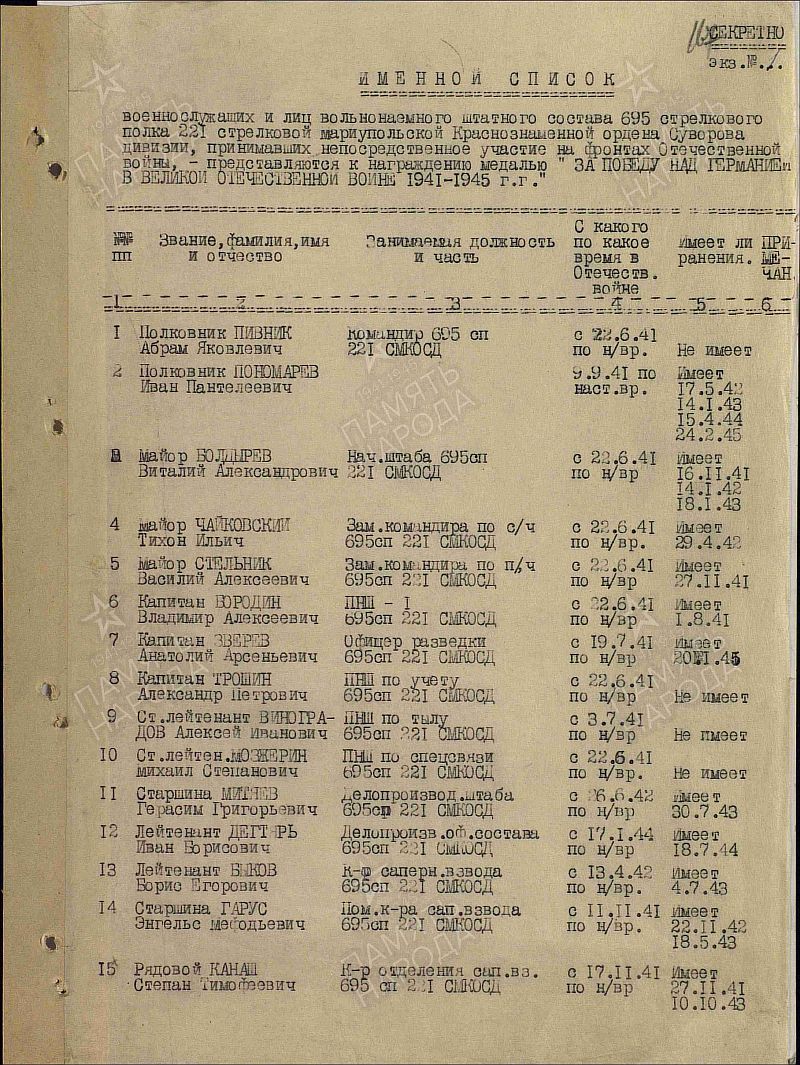 СЕКРЕТНО
экз.№ 1.
ИМЕННОЙ СПИСОК
военнослужащих и лиц вольнонаемного штатного состава 695 стрелкового
полка 221 стрелковой мариупольской Краснознаменной ордена Суворова
дивизии, принимавших непосредственное участие на фронтах Отечественной
войны, - представляются к награждению медалью " ЗА ПОБЕДУ НАД ГЕРМАНИЕЙ
В ВЕЛИКОЙ ОТЕЧЕСТВЕННОЙ ВОЙНЕ 1941-1945 г.г."
№№ пп Звание,фамилия,имя и отчество Занимаемая должность и часть С какого по какое время в Отечеств. войне Имеет ли ранения. ПРИ-МЕ-ЧАН.
1 2 3 4 5 6
1 Полковник ПИВНИК Командир 695 сп с 22.6.41
Абрам Яковлевич 221 СМКОСД по н/вр. Не имеет
2 Полковник ПОНОМАРЕВ 9.9.41 по Имеет
Иван Пантелеевич наст.вр. 17.5.42
14.1.43
15.4.44
24.2.45
майор БОЛДЫРЕВ Нач.штаба 695сп с 22.6.41 Имеет
Виталий Александрович 221 СМКОСД по н/вр 16.11.41
14.1.42
18.1.43
4 майор ЧАЙКОВСКИЙ Зам.командира по с/ч с 22.6.41 Имеет
Тихон Ильич 695сп 221 СМКОСД по н/вр. 29.4.42
5 майор СТЕЛЬНИК Зам.командира по п/ч с 22.6.41 Имеет
Василий Алексеевич 695сп 221 СМКОСД по н/вр 27.11.41
6 Капитан БОРОДИН ПНШ - 1 с 22.6.41 Имеет
Владимир Алексеевич 695сп 221 СМКОСД по н/вр. 1.8.41
7 Капитан ЗВЕРЕВ Офицер разведки с 19.7.41 Имеет
Анатолий Арсеньевич 695сп 221 СМКОСД по н/вр
8 Капитан ТРОШИН ПНШ по учету с 22.6.41
Александр Петрович 695сп 221 СМКОСД по н/вр Не имеет
9 Ст.лейтенант ВИНОГРА- ПНШ по тылу с 3.7.41
ДОВ Алексей Иванович 695сп 221 СМКОСД по н/вр Не имеет
10 Ст.лейтен.МОЗЖЕРИН ПНШ по спецсвязи с 22.6.41
михаил Степанович 695сп 221 СМКОСД по н/вр. Не имеет
11 Старшина МИТЯЕВ Делопроизвод.штаба с 26.6.42 Имеет
Герасим Григорьевич 695сп 221 СМКОСД по н/вр. 30.7.43
12 Лейтенант ДЕГТЯРЬ Делопроизв.оф.состава с 17.1.44 Имеет
Иван Борисович 695сп 221 СМКОСД по н/вр 18.7.44
13 Лейтенант БЫКОВ к-р саперн.взвода с 13.4.42 Имеет
Борис Егорович 695сп 221 СМКОСД по н/вр 4.7.43
14 Старшина ГАРУС Пом.к-ра сап.взвода с 11.11.41 Имеет
Энгельс мефодьевич 695сп 221 СМКОСД по н/вр. 22.11.42
18.5.43
15 Рядовой КАНАШ К-р отделения сап.вз. с 17.11.41 Имеет
Степан Тимофеевич 695 сп 221 СМКОСД по н/вр 27.11.41
10.10.43